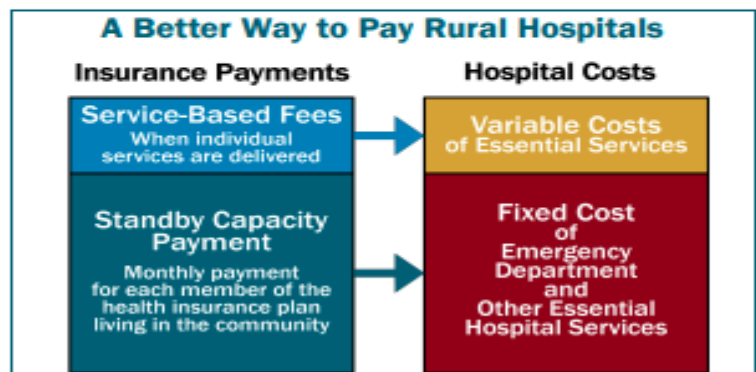 A Better Way to Pay Rural Hospitals
Insurance Payments
Hospital Costs
Service-Based Fees
When individual
services are delivered
Variable Costs
of Essential Services
Standby Capacity
Payment
Monthly payment
for each member of the
health insurance plan
living in the community
Fixed Cost
of
Emergency
Department
and
Other Essential
Hospital Services